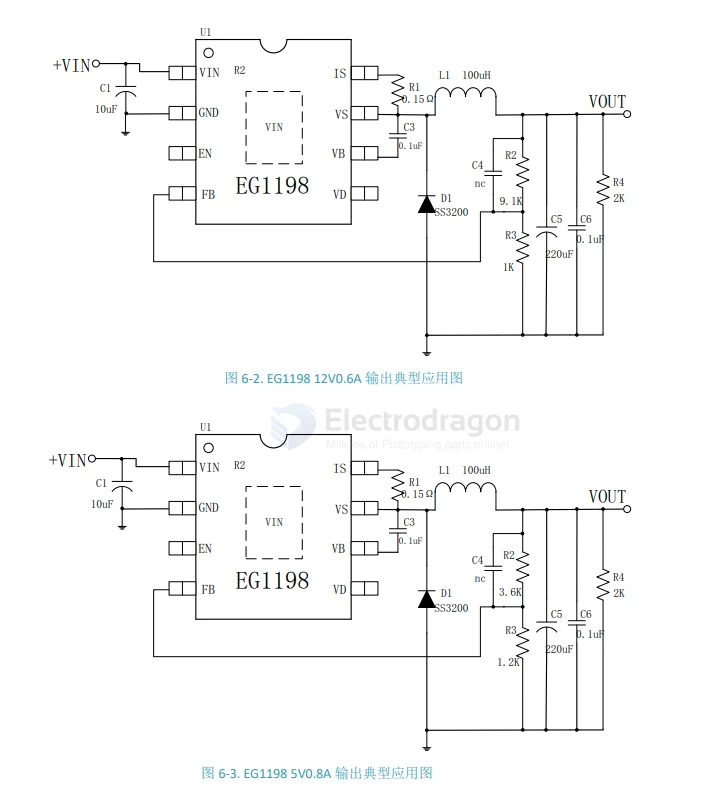 U1
+VIN
VIN
R2
IS
L1 100uH
C1
10uF
R1
0.15Ω
VOUT
GND
VIN
VS
C3
0.1uF
EN
VB
C4
nc
R2
9.1K
R4
2K
FB
EG1198
VD
D1
SS3200
C5
220uF
C6
0.1uF
R3
1K
图 6-2. EG1198 12V0.6A 输出典型应用图
Electrodragon
Millions of Prototyping parts online!
U1
+VIN
VIN
R2
IS
L1 100uH
C1
10uF
R1
0.15Ω
VOUT
GND
VIN
VS
C3
0.1uF
EN
VB
C4
nc
R2
3.6K
R4
2K
FB
EG1198
VD
D1
SS3200
C5
220uF
C6
0.1uF
R3
1.2K
图 6-3. EG1198 5V0.8A 输出典型应用图